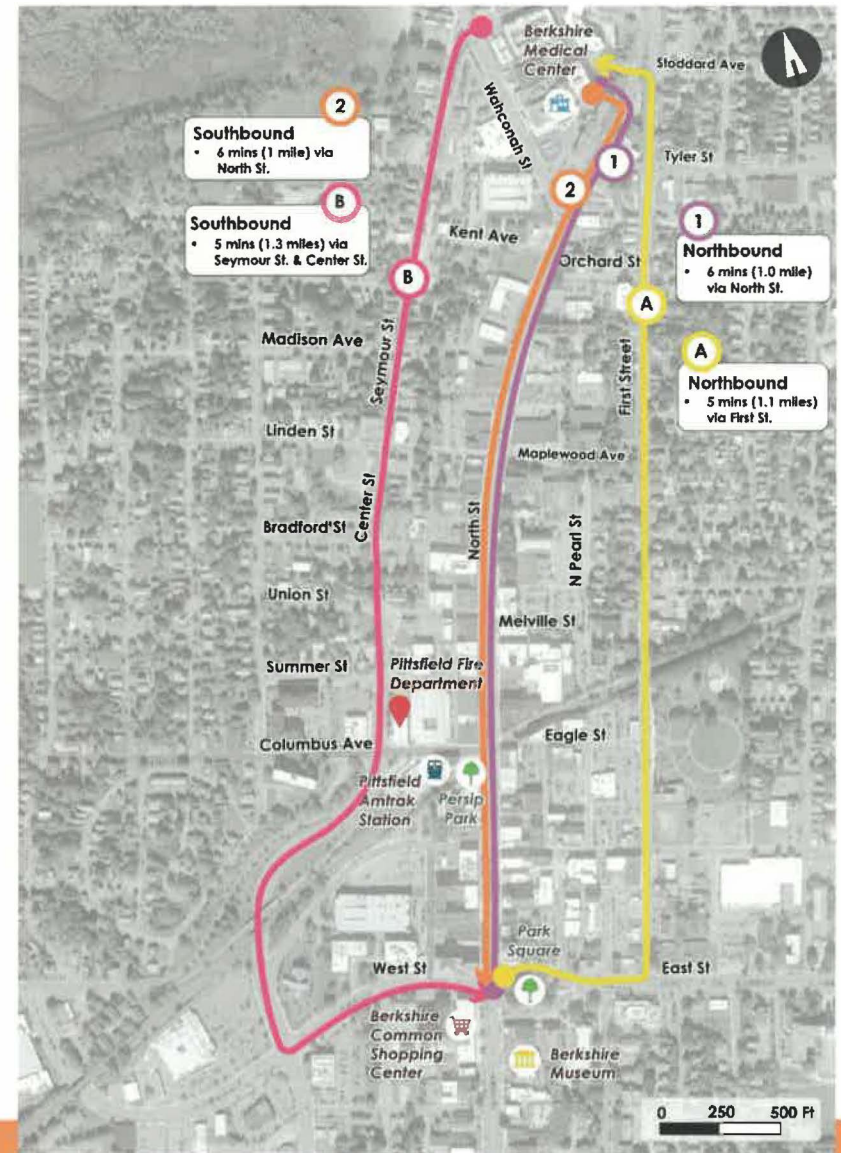 Berkshire
Medical
Center
Stoddard Ave
2
Southbound
• 6 mins (1 mile) via
North St.
Wahconah St
Tyler St
1
2
B
Southbound
• 5 mins (1.3 miles) via
Seymour St. & Center St.
Kent Ave
Orchard St
1
Northbound
• 6 mins (1.0 mile)
via North St.
B
A
Seymour St
Madison Ave
First Street
A
Northbound
• 5 mins (1.1 miles)
via First St.
Linden St
Maplewood Ave
Center St
Bradford St
North St
N Pearl St
Union St
Melville St
Summer St
Pittsfield Fire
Department
Columbus Ave
Eagle St
Pittsfield
Amtrak
Station
Persip
Park
Park
Square
West St
East St
Berkshire
Common
Shopping
Center
Berkshire
Museum
0 250 500 Ft